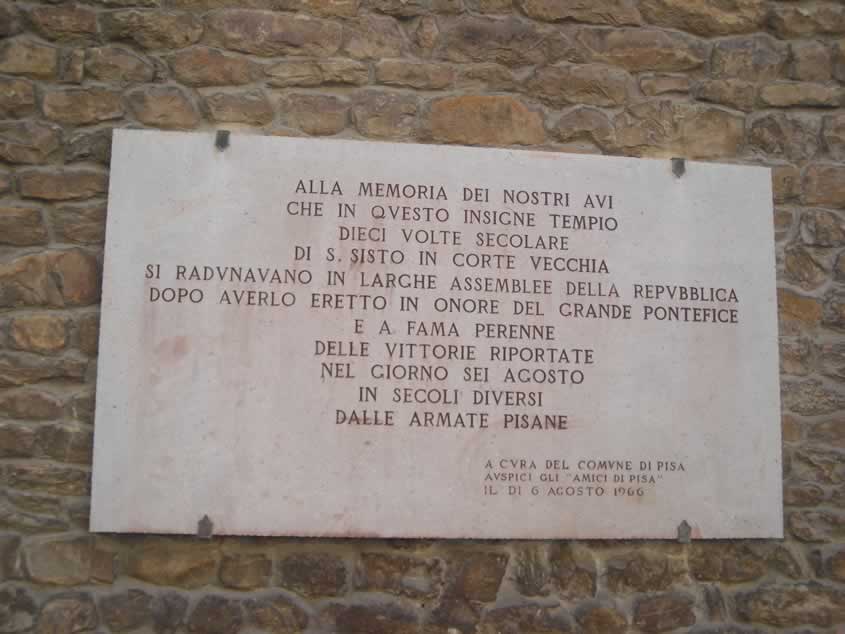 ALLA MEMORIA DEI NOSTRI AVI
CHE IN QVESTO INSIGNE TEMPIO
DIECI VOLTE SECOLARE
DI S. SISTO IN CORTE VECCHIA
SI RADVNAVANO IN LARGHE ASSEMBLEE DELLA REPVBBLICA
DOPO AVERLO ERETTO IN ONORE DEL GRANDE PONTEFICE
E A FAMA PERENNE
DELLE VITTORIE RIPORTATE
NEL GIORNO SEI AGOSTO
IN SECOLI DIVERSI
DALLE ARMATE PISANE
A CVRA DEL COMVNE DI PISA
AVSPICI GLI "AMICI DI PISA"
IL DI 6 AGOSTO 1966